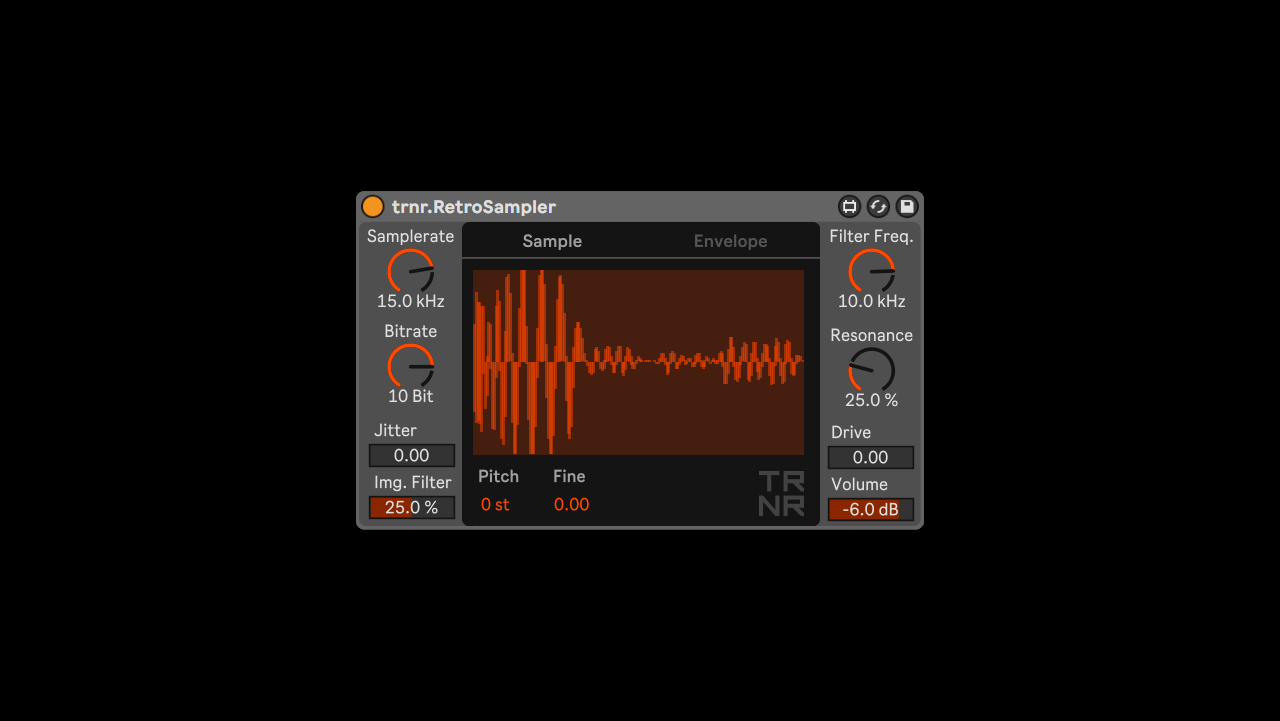 trnr.RetroSampler
Samplerate
15.0 kHz
Bitrate
10 Bit
Jitter
0.00
Img. Filter
25.0 %
Sample Envelope
Pitch Fine
0 st 0.00
TR
NR
Filter Freq.
10.0 kHz
Resonance
25.0 %
Drive
0.00
Volume
-6.0 dB